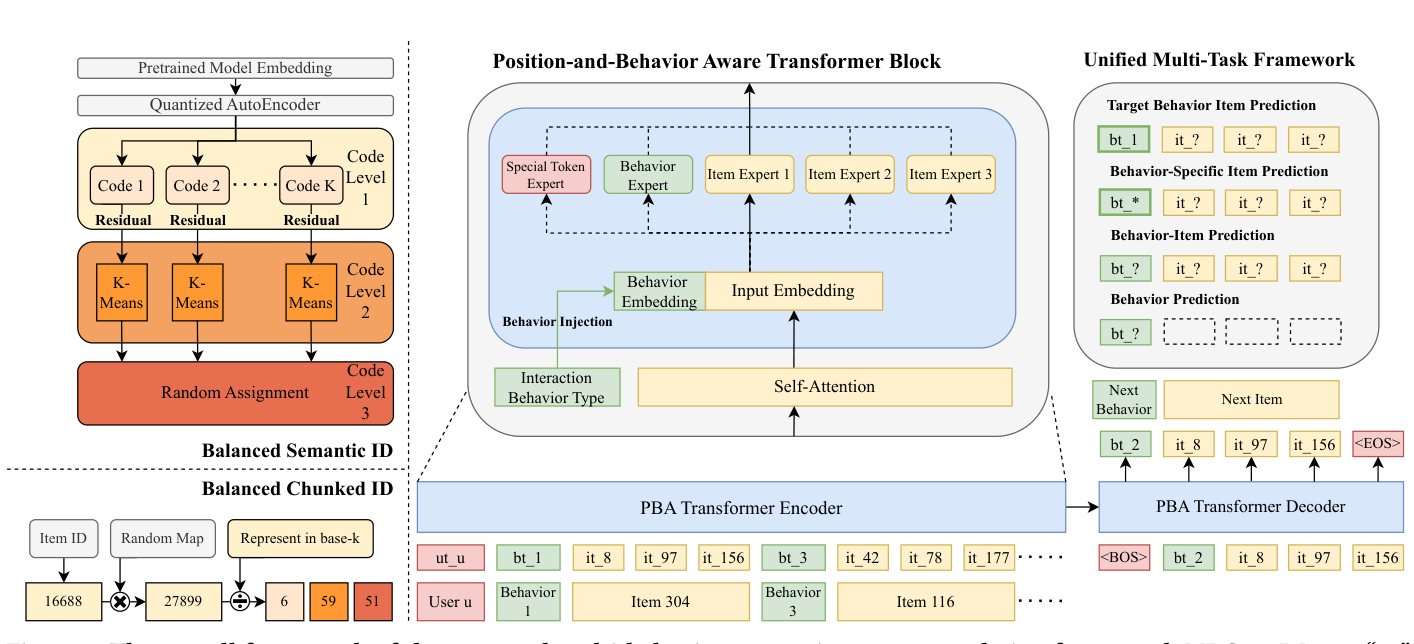 Pretrained Model Embedding
Quantized AutoEncoder
Code 1
Code 2
Code K
Code
Level
1
Residual
Residual
Residual
K-
Means
K-
Means
K-
Means
Code
Level
2
Random Assignment
Code
Level
3
Balanced Semantic ID
Balanced Chunked ID
Item ID
Random Map
Represent in base-k
16688
27899
6
59
51
Position-and-Behavior Aware Transformer Block
Special Token
Expert
Behavior
Expert
Item Expert 1
Item Expert 2
Item Expert 3
Behavior
Embedding
Input Embedding
Behavior Injection
Interaction
Behavior Type
Self-Attention
PBA Transformer Encoder
ut_u
bt_1
it_8
it_97
it_156
bt_3
it_42
it_78
it_177
User u
Behavior
1
Item 304
Behavior
3
Item 116
Unified Multi-Task Framework
Target Behavior Item Prediction
bt_1
it_?
it_?
it_?
Behavior-Specific Item Prediction
bt_*
it_?
it_?
it_?
Behavior-Item Prediction
bt_?
it_?
it_?
it_?
Behavior Prediction
bt_?
Next
Behavior
Next Item
bt_2
it_8
it_97
it_156
<EOS>
PBA Transformer Decoder
<BOS>
bt_2
it_8
it_97
it_156